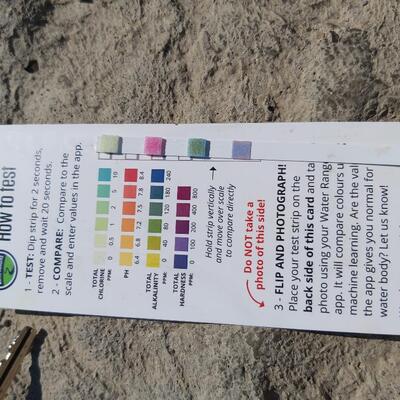 How to Test
1 - TEST: Dip strip for 2 seconds,
remove and wait 20 seconds.
2 - COMPARE: Compare to the
scale and enter values in the app.
TOTAL
CHLORINE
PPM: 0 0.5 1 2 5 10
PH 6.4 6.8 7.2 7.5 7.8 8.4
TOTAL
ALKALINITY
PPM: 0 40 80 120 180 240
TOTAL
HARDNESS
PPM: 0 100 200 400 800
Hold strip vertically
and move over scale
to compare directly
Do NOT take a
photo of this side!
3 - FLIP AND PHOTOGRAPH!
Place your test strip on the
back side of this card and ta
photo using your Water Rang
app. It will compare colours u
machine learning. Are the val
the app gives you normal for
water body? Let us know!